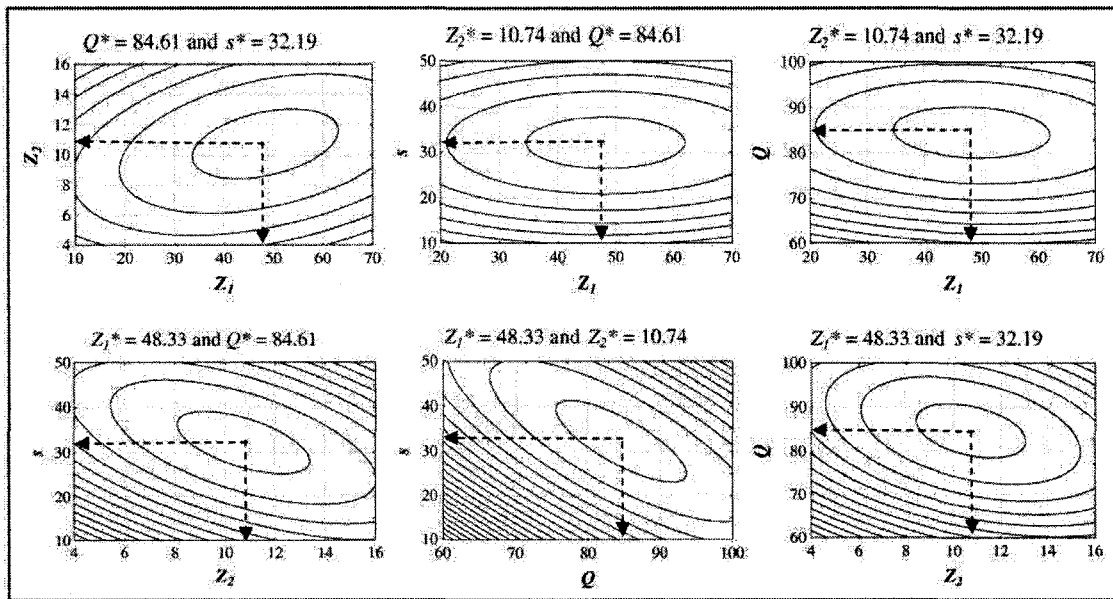 Q* = 84.61 and s* = 32.19
16
14
12
10
8
6
4
Z2
10 20 30 40 50 60 70
Z1
Z2* = 10.74 and Q* = 84.61
50
40
30
20
10
s
20 30 40 50 60 70
Z1
Z2* = 10.74 and s* = 32.19
100
90
80
70
60
Q
20 30 40 50 60 70
Z1
Z1* = 48.33 and Q* = 84.61
50
40
30
20
10
s
4 6 8 10 12 14 16
Z2
Z1* = 48.33 and Z2* = 10.74
50
40
30
20
10
s
60 70 80 90 100
Q
Z1* = 48.33 and s* = 32.19
100
90
80
70
60
Q
4 6 8 10 12 14 16
Z2